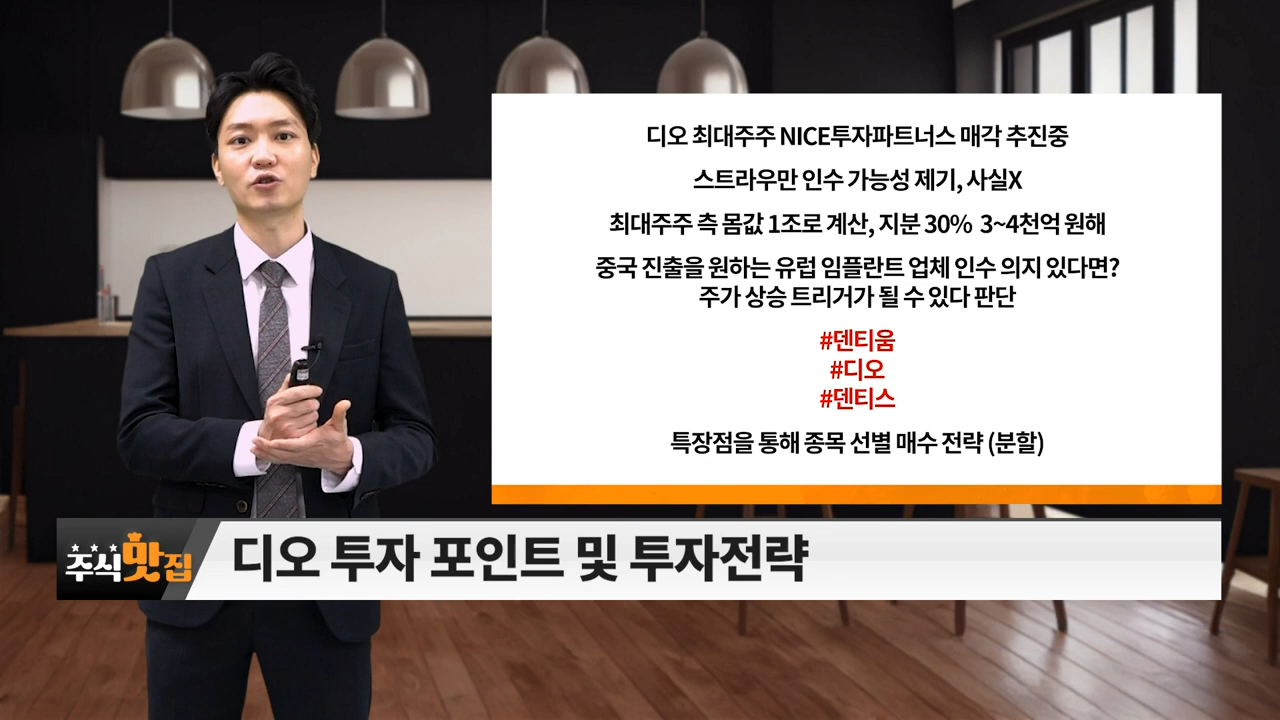 디오 최대주주 NICE투자파트너스 매각 추진중
스트라우만 인수 가능성 제기, 사실X
최대주주 측 몸값 1조로 계산, 지분 30% 3~4천억 원해
중국 진출을 원하는 유럽 임플란트 업체 인수 의지 있다면?
주가 상승 트리거가 될 수 있다 판단
#덴티움
#디오
#덴티스
특장점을 통해 종목 선별 매수 전략 (분할)
주식맛집
디오 투자 포인트 및 투자전략